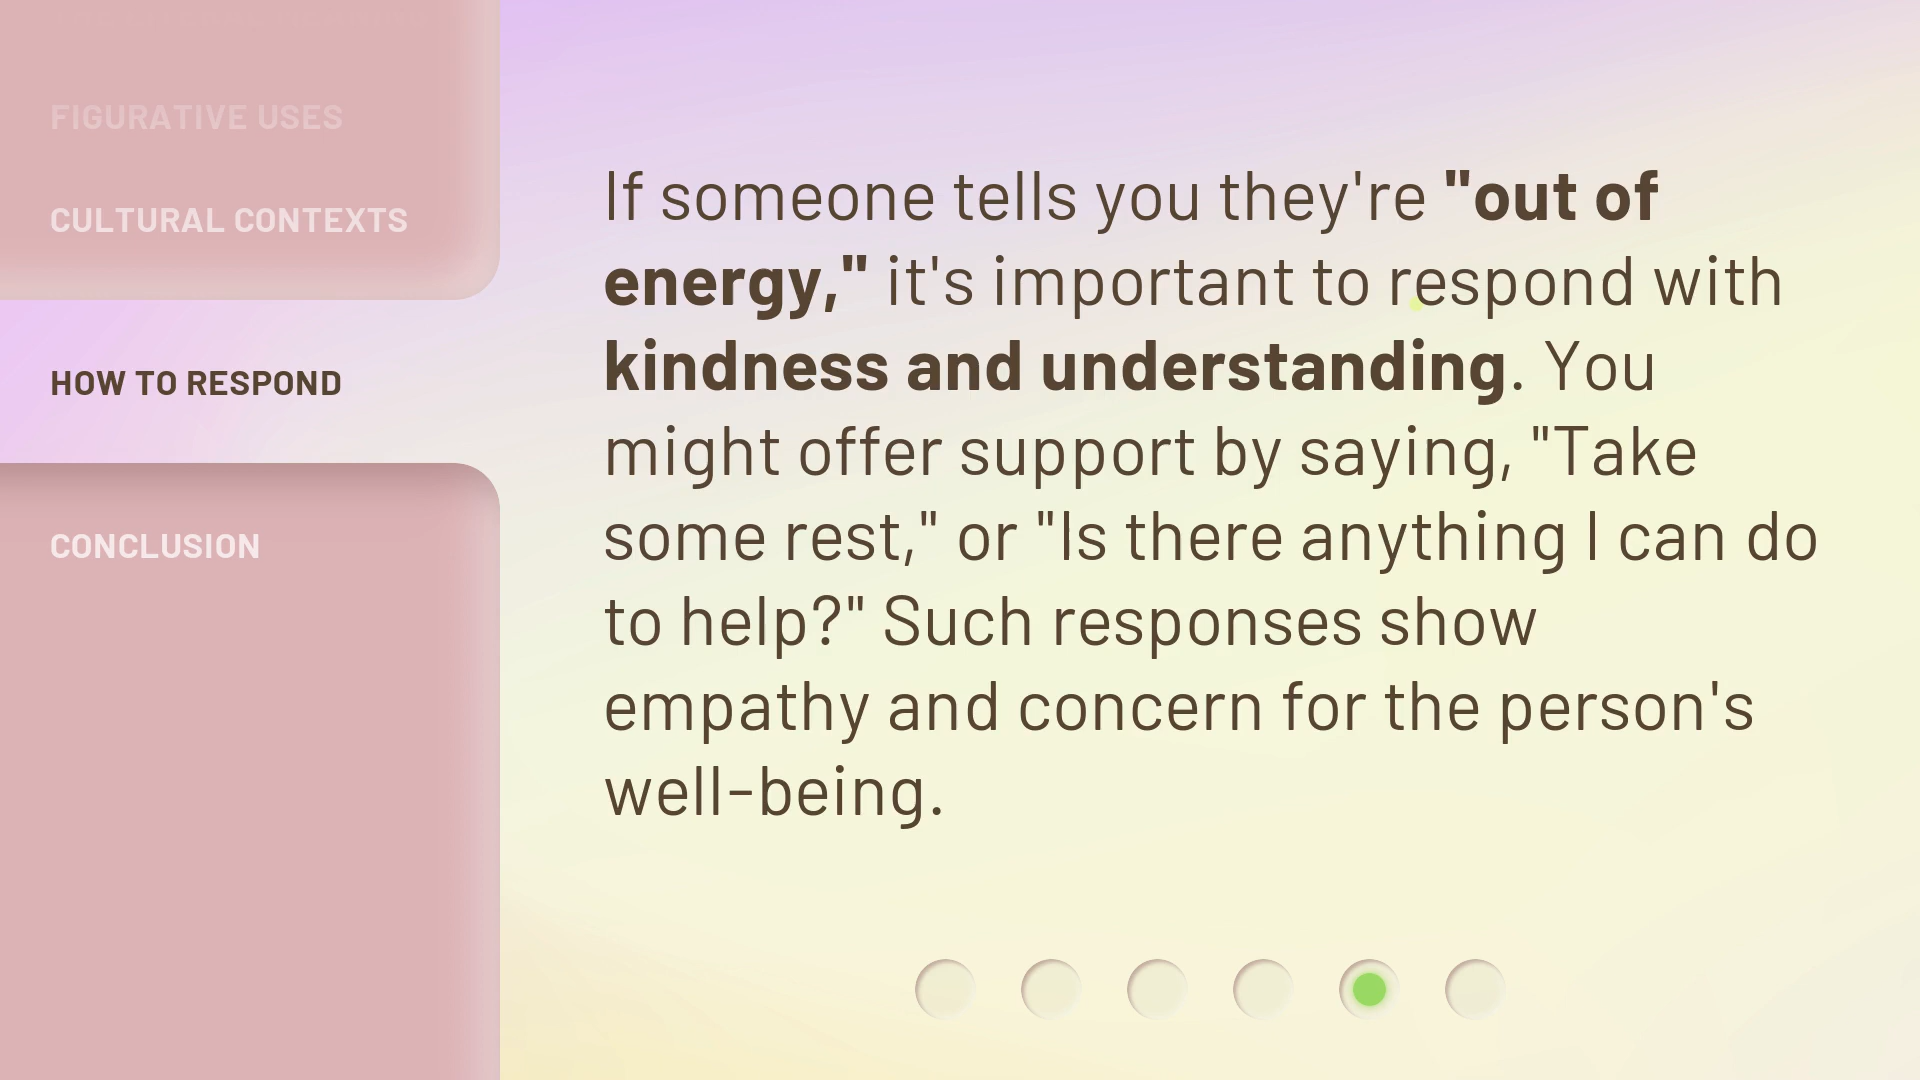 FIGURATIVE USES
CULTURAL CONTEXTS
HOW TO RESPOND
CONCLUSION
If someone tells you they're "out of
energy," it's important to respond with
kindness and understanding. You
might offer support by saying, "Take
some rest," or "Is there anything I can do
to help?" Such responses show
empathy and concern for the person's
well-being.